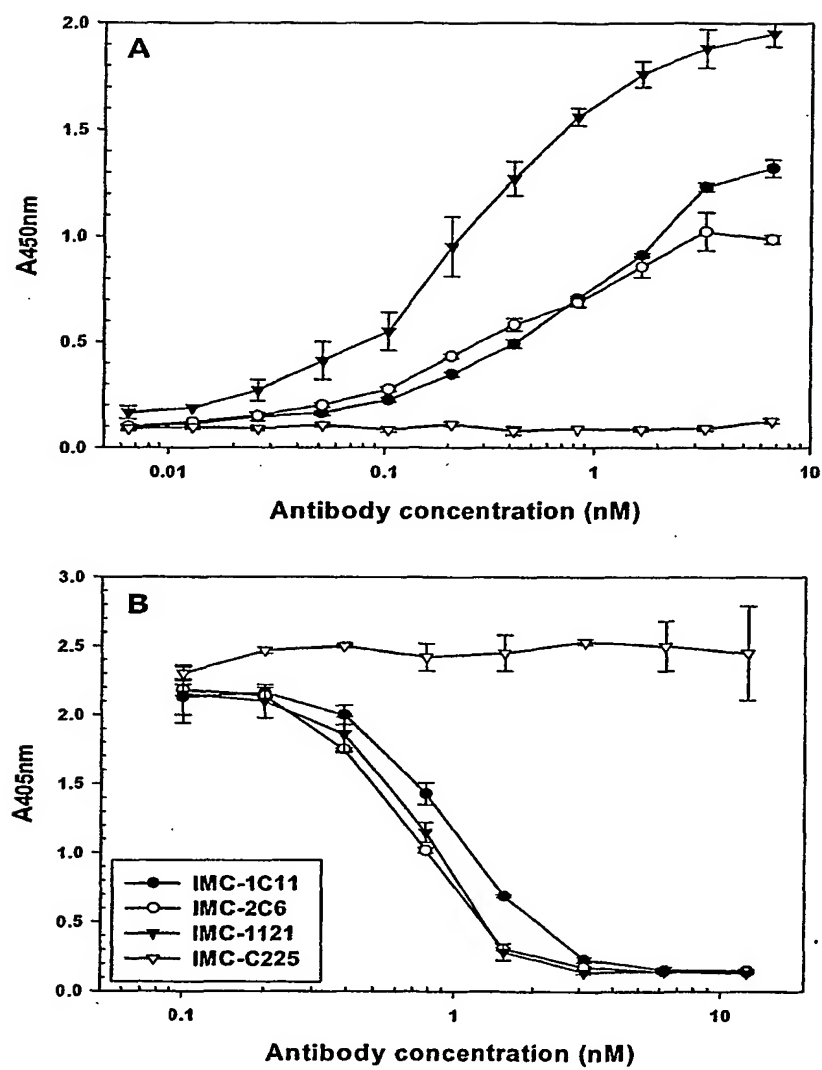 A
2.0
1.5
1.0
0.5
0.0
A450nm
0.01 0.1 1 10
Antibody concentration (nM)
B
3.0
2.5
2.0
1.5
1.0
0.5
0.0
A405nm
IMC-1C11
IMC-2C6
IMC-1121
IMC-C225
0.1 1 10
Antibody concentration (nM)